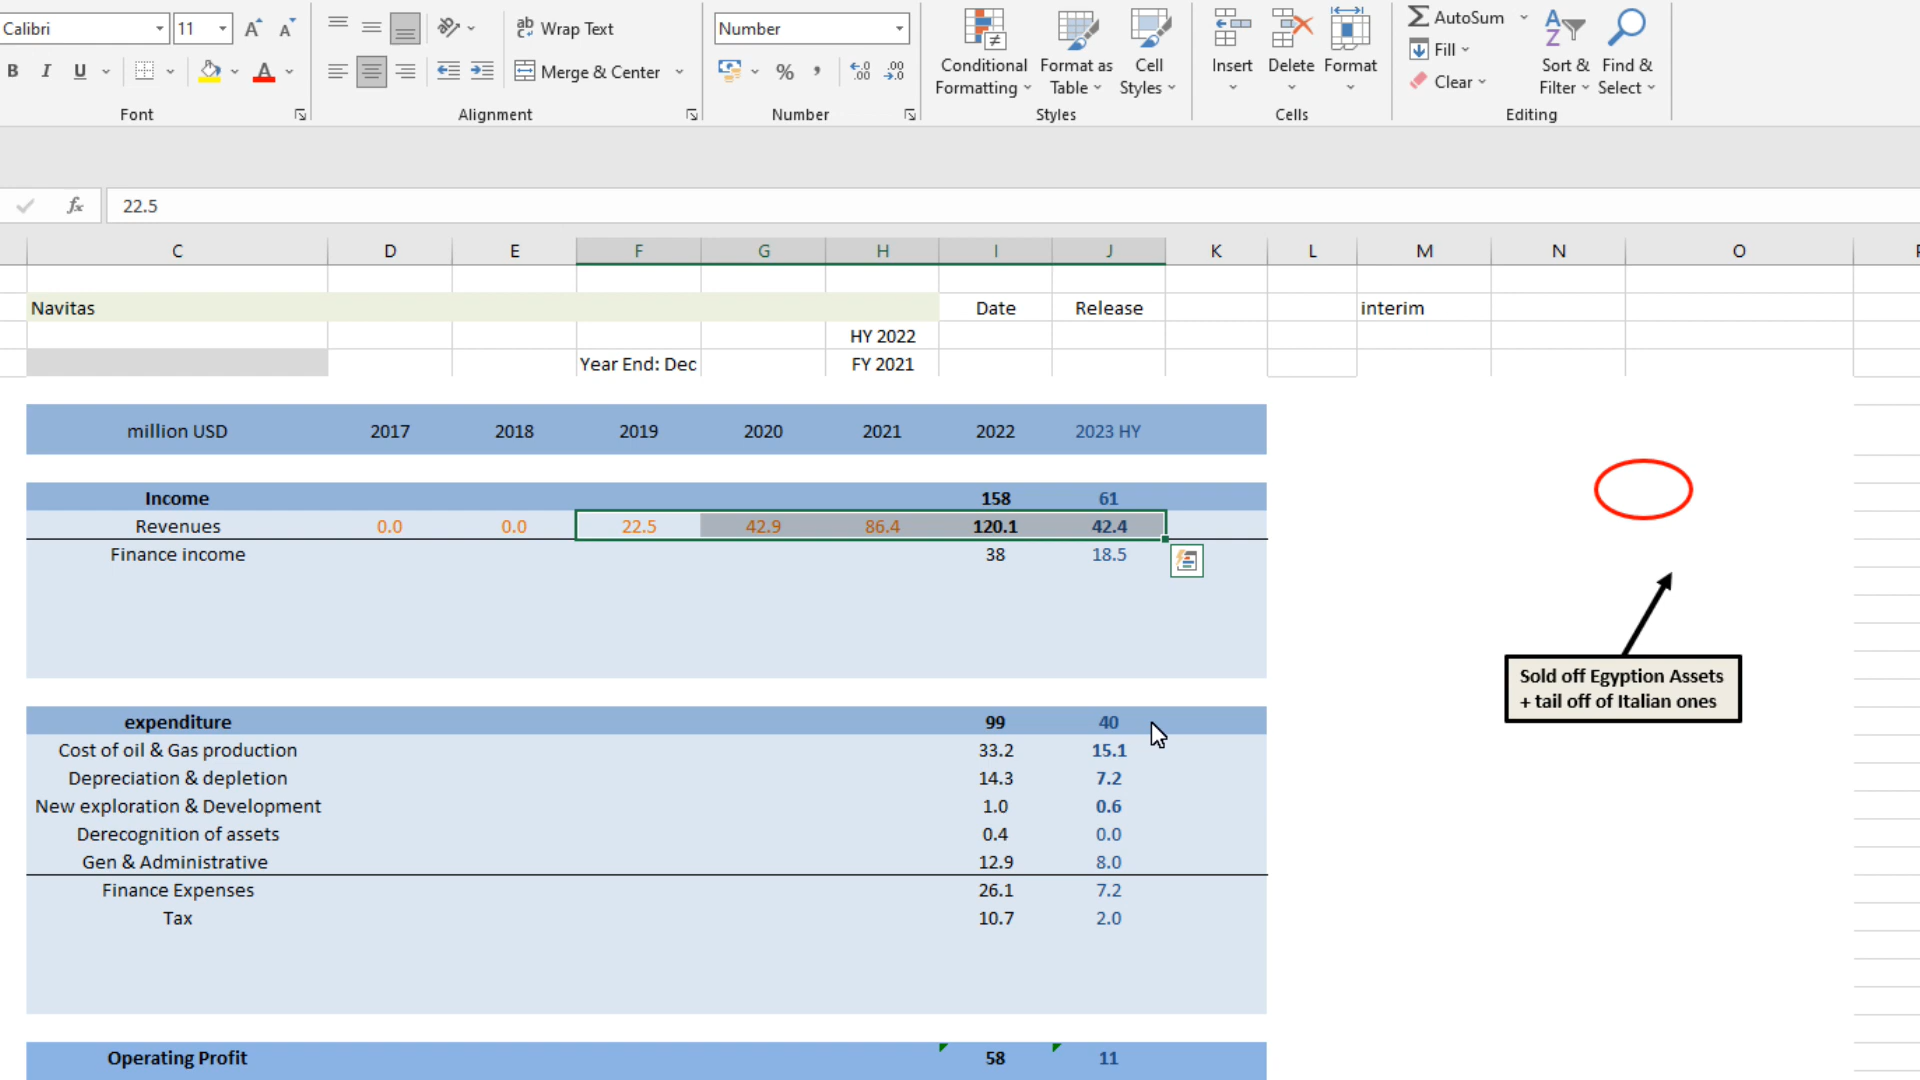 Calibri 11 A A ab Wrap Text Number Conditional Formatting Format as Table Cell Styles Insert Delete Format AutoSum Fill Clear Sort & Filter Find & Select
B I U A Merge & Center % , .00 .00
Font Alignment Number Styles Cells Editing
fx 22.5
C D E F G H I J K L M N O
Navitas Date Release interim
HY 2022
Year End: Dec FY 2021
million USD 2017 2018 2019 2020 2021 2022 2023 HY
Income 158 61
Revenues 0.0 0.0 22.5 42.9 86.4 120.1 42.4
Finance income 38 18.5
Sold off Egyption Assets
+ tail off of Italian ones
expenditure 99 40
Cost of oil & Gas production 33.2 15.1
Depreciation & depletion 14.3 7.2
New exploration & Development 1.0 0.6
Derecognition of assets 0.4 0.0
Gen & Administrative 12.9 8.0
Finance Expenses 26.1 7.2
Tax 10.7 2.0
Operating Profit 58 11